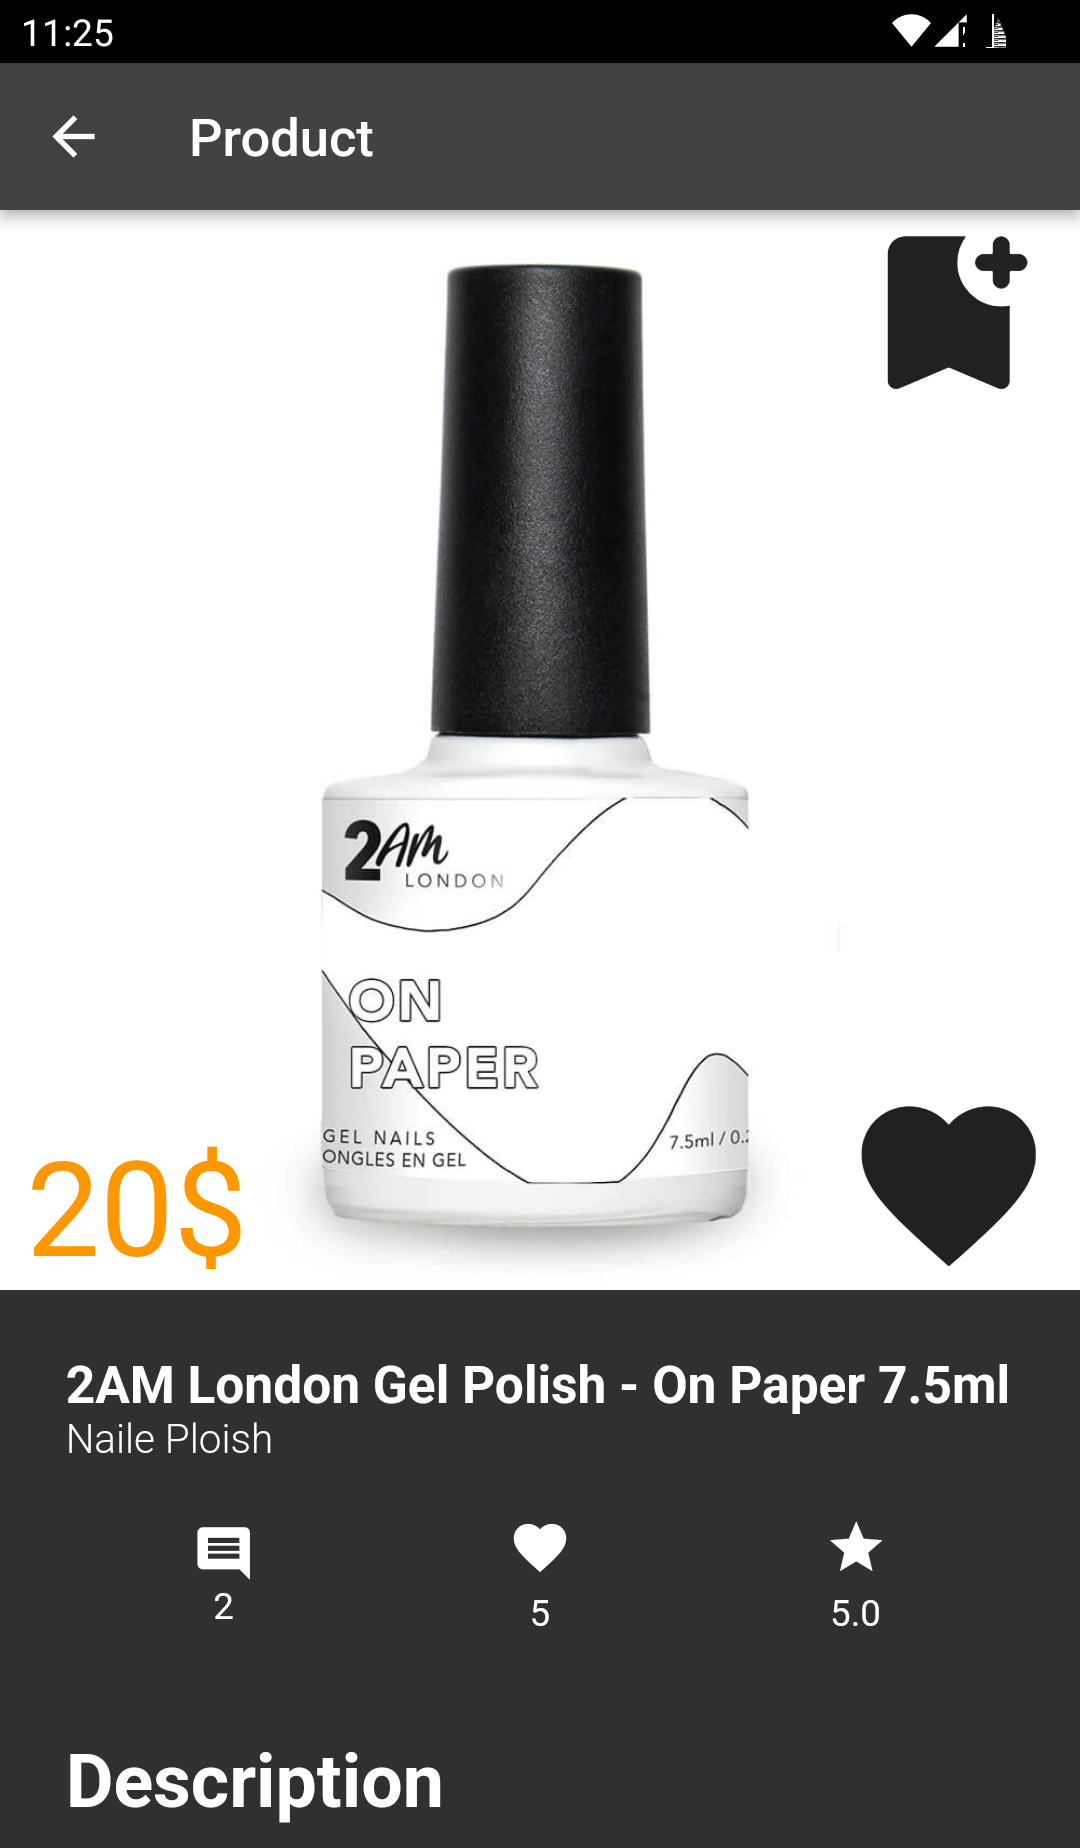 11:25
Product
2Am
LONDON
ON
PAPER
GEL NAILS
ONGLES EN GEL
7.5ml / 0.2
20$
2AM London Gel Polish - On Paper 7.5ml
Naile Ploish
2
5
5.0
Description